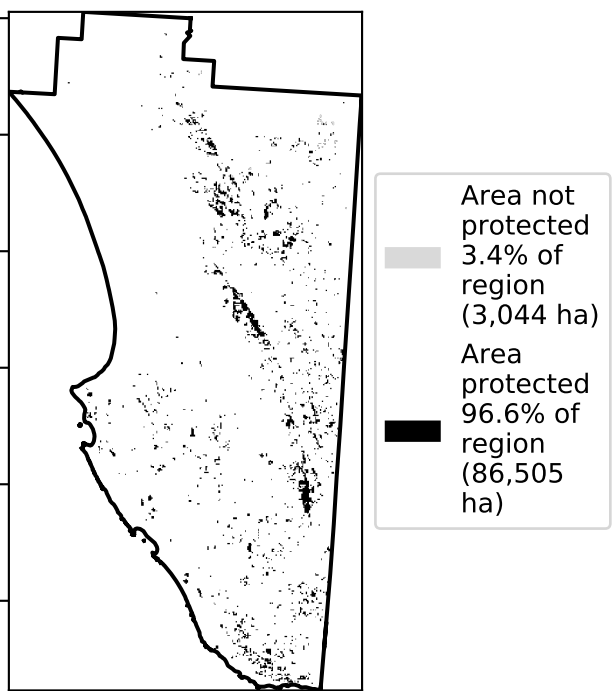 Area not
protected
3.4% of
region
(3,044 ha)
Area
protected
96.6% of
region
(86,505
ha)